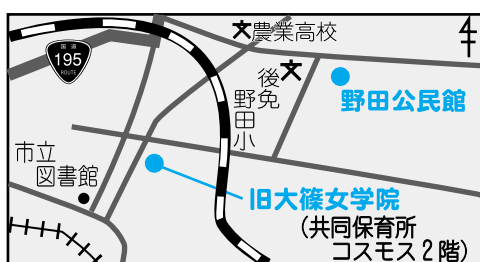 農業高校
国道
195
ROUTE
後免
野田小
野田公民館
市立
図書館
旧大篠女学院
(共同保育所
コスモス2階)